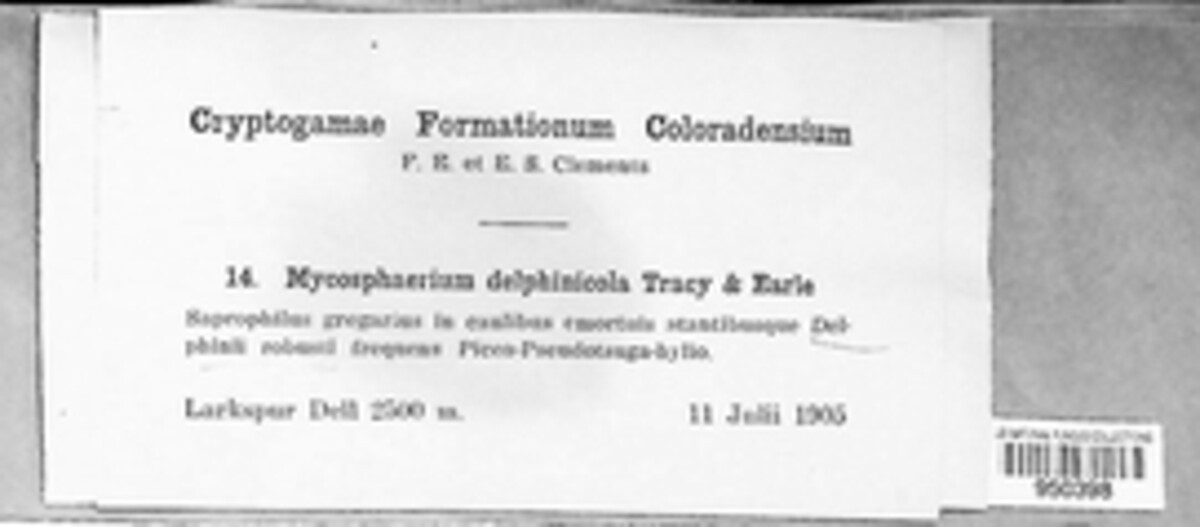 Cryptogamae Formationum Coloradensium
F. E. et E. S. Clements
14. Mycosphaerium delphinicola Tracy & Earle
Saprophilus gregarius in caulibus emortuis stantibusque Del-
phinii robusti frequens Picea-Pseudotsuga-hylio.
Larkspur Dell 2500 m.
11 Julii 1905
950398